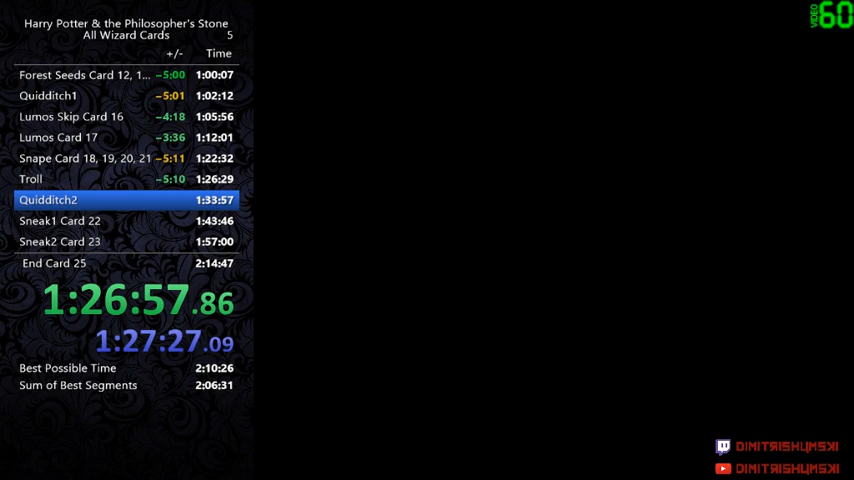 Harry Potter & the Philosopher's Stone
All Wizard Cards 5
+/- Time
Forest Seeds Card 12, 1... −5:00 1:00:07
Quidditch1 −5:01 1:02:12
Lumos Skip Card 16 −4:18 1:05:56
Lumos Card 17 −3:36 1:12:01
Snape Card 18, 19, 20, 21 −5:11 1:22:32
Troll −5:10 1:26:29
Quidditch2 1:33:57
Sneak1 Card 22 1:43:46
Sneak2 Card 23 1:57:00
End Card 25 2:14:47
1:26:57.86
1:27:27.09
Best Possible Time 2:10:26
Sum of Best Segments 2:06:31
VIDEO 60
DIMITRISHUMSKI
DIMITRISHUMSKI